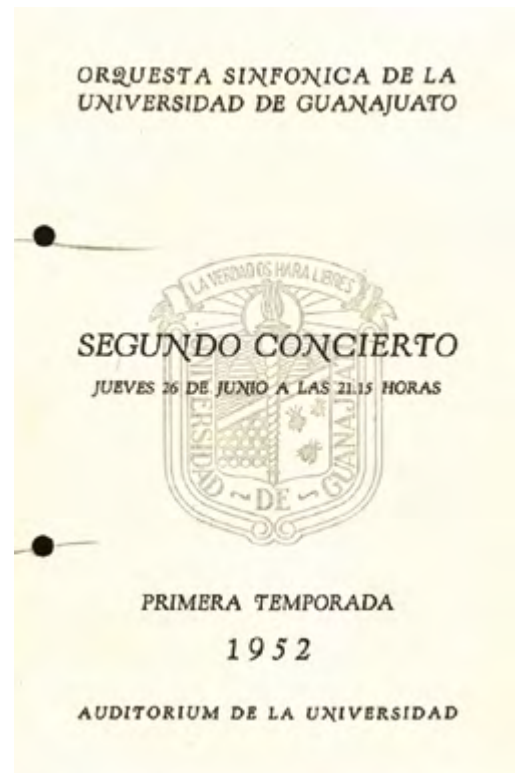 ORQUESTA SINFONICA DE LA
UNIVERSIDAD DE GUANAJUATO
LA VERDAD OS HARA LIBRES
SEGUNDO CONCIERTO
JUEVES 26 DE JUNIO A LAS 21.15 HORAS
UNIVERSIDAD DE GUANAJUATO
PRIMERA TEMPORADA
1952
AUDITORIUM DE LA UNIVERSIDAD